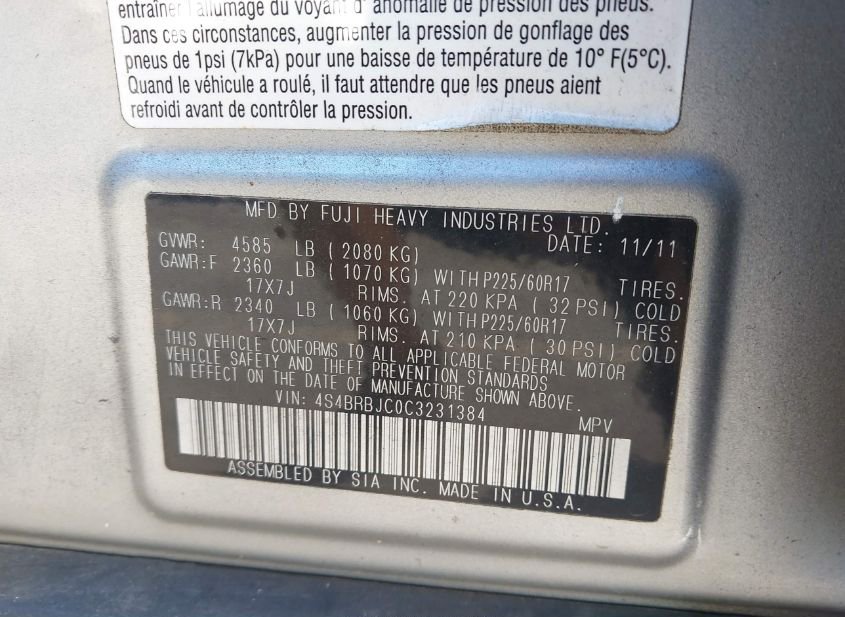 entraîner l'allumage du voyant d'anomalie de pression des pneus.
Dans ces circonstances, augmenter la pression de gonflage des
pneus de 1psi (7kPa) pour une baisse de température de 10° F(5°C).
Quand le véhicule a roulé, il faut attendre que les pneus aient
refroidi avant de contrôler la pression.
MFD BY FUJI HEAVY INDUSTRIES LTD.
DATE: 11/11
GVWR: 4585 LB (2080 KG)
GAWR:F 2360 LB (1070 KG) WITH P225/60R17 TIRES.
17X7J RIMS. AT 220 KPA (32 PSI) COLD
GAWR:R 2340 LB (1060 KG) WITH P225/60R17 TIRES.
17X7J RIMS. AT 210 KPA (30 PSI) COLD
THIS VEHICLE CONFORMS TO ALL APPLICABLE FEDERAL MOTOR
VEHICLE SAFETY AND THEFT PREVENTION STANDARDS
IN EFFECT ON THE DATE OF MANUFACTURE SHOWN ABOVE.
VIN: 4S4BRBJC0C3231384 MPV
ASSEMBLED BY SIA INC. MADE IN U.S.A.